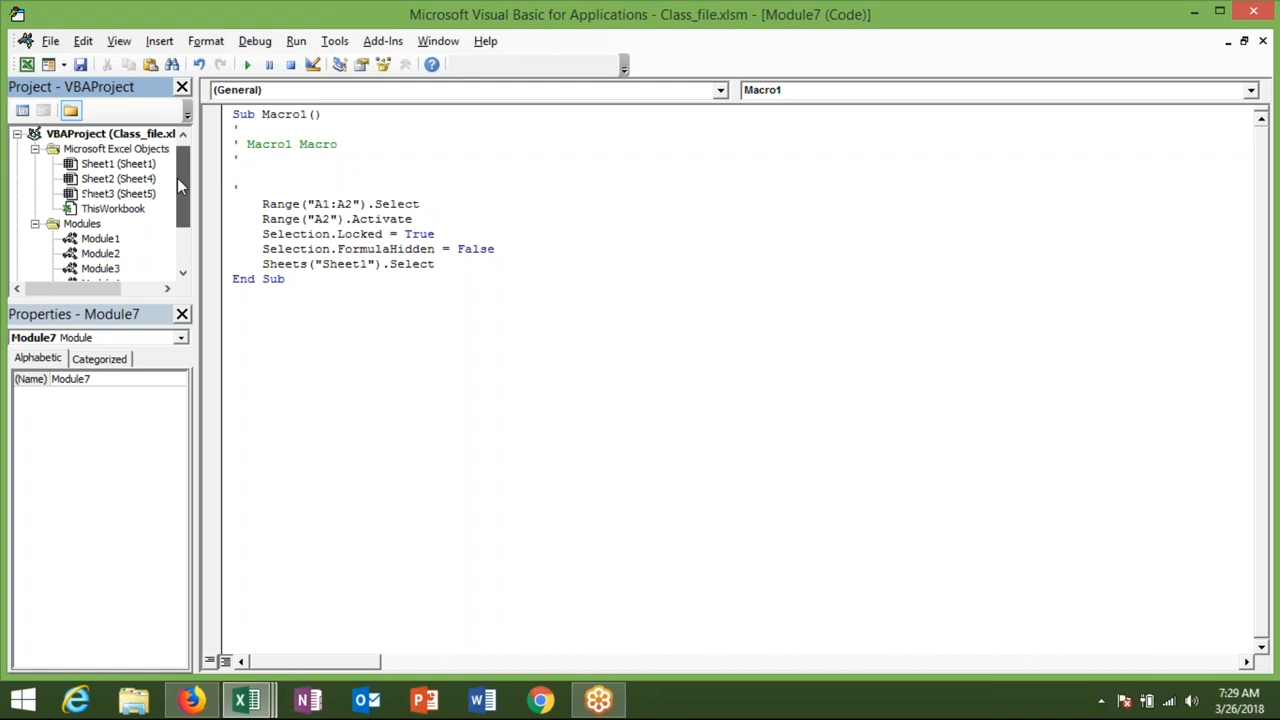 Microsoft Visual Basic for Applications - Class_file.xlsm - [Module7 (Code)]
File Edit View Insert Format Debug Run Tools Add-Ins Window Help
Project - VBAProject
(General)
Macro1
VBAProject (Class_file.xl
Microsoft Excel Objects
Sheet1 (Sheet1)
Sheet2 (Sheet4)
Sheet3 (Sheet5)
ThisWorkbook
Modules
Module1
Module2
Module3
Properties - Module7
Module7 Module
Alphabetic Categorized
(Name) Module7
Sub Macro1()
'
' Macro1 Macro
'
'
Range("A1:A2").Select
Range("A2").Activate
Selection.Locked = True
Selection.FormulaHidden = False
Sheets("Sheet1").Select
End Sub
7:29 AM
3/26/2018